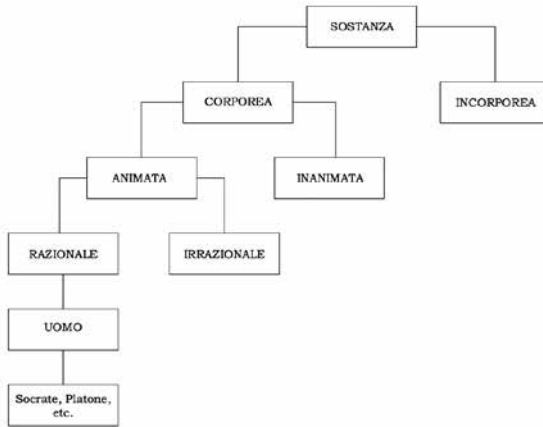 SOSTANZA
CORPOREA
INCORPOREA
ANIMATA
INANIMATA
RAZIONALE
IRRAZIONALE
UOMO
Socrate, Platone,
etc.